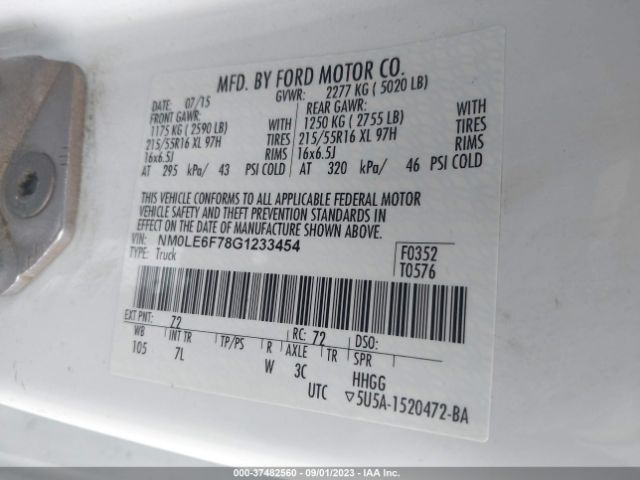 MFD. BY FORD MOTOR CO.
DATE: 07/15 GVWR: 2277 KG ( 5020 LB)
FRONT GAWR: REAR GAWR:
1175 KG ( 2590 LB) WITH 1250 KG ( 2755 LB) WITH
215/55R16 XL 97H TIRES 215/55R16 XL 97H TIRES
16x6.5J RIMS 16x6.5J RIMS
AT 295 kPa/ 43 PSI COLD AT 320 kPa/ 46 PSI COLD
THIS VEHICLE CONFORMS TO ALL APPLICABLE FEDERAL MOTOR
VEHICLE SAFETY AND THEFT PREVENTION STANDARDS IN
EFFECT ON THE DATE OF MANUFACTURE SHOWN ABOVE.
VIN: NM0LE6F78G1233454
TYPE: Truck
F0352
T0576
EXT PNT: 72 RC: 72 DSO:
WB INT TR TP/PS R AXLE TR SPR
105 7L W 3C HHGG
UTC ▽5U5A-1520472-BA
000-37482560 - 09/01/2023 - IAA Inc.